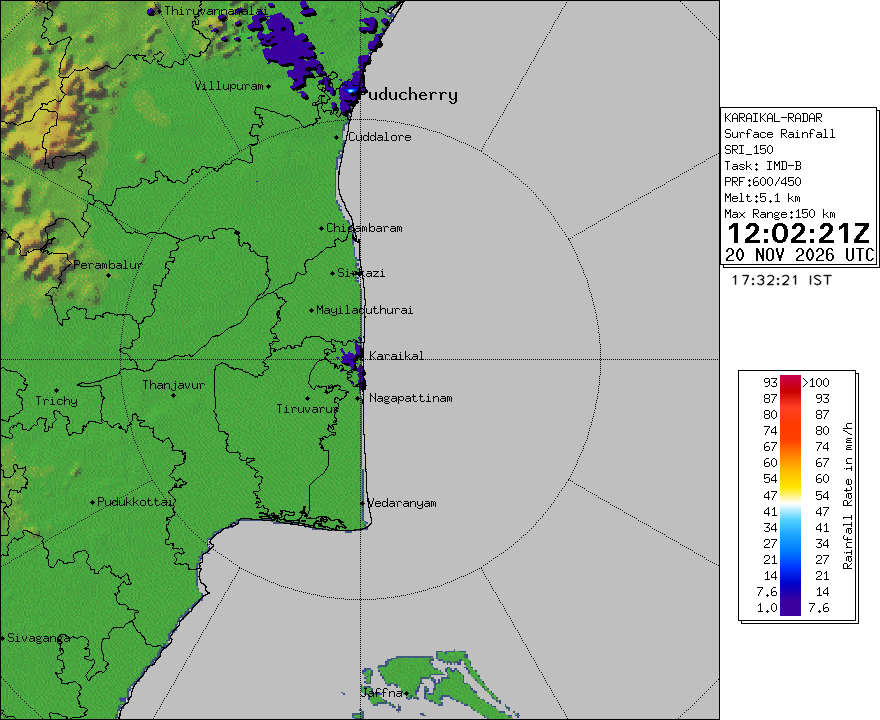 Thiruvannamalai
Villupuram
Puducherry
Cuddalore
Chidambaram
Perambalur
Sirkazi
Mayiladuthurai
Karaikal
Thanjavur
Trichy
Tiruvarur
Nagapattinam
Pudukkottai
Vedaranyam
Sivaganga
Jaffna
KARAIKAL-RADAR
Surface Rainfall
SRI_150
Task: IMD-B
PRF:600/450
Melt:5.1 km
Max Range:150 km
12:02:21Z
20 NOV 2026 UTC
17:32:21 IST
93 >100
87 93
80 87
74 80
67 74
60 67
54 60
47 54
41 47
34 41
27 34
21 27
14 21
7.6 14
1.0 7.6
Rainfall Rate in mm/h